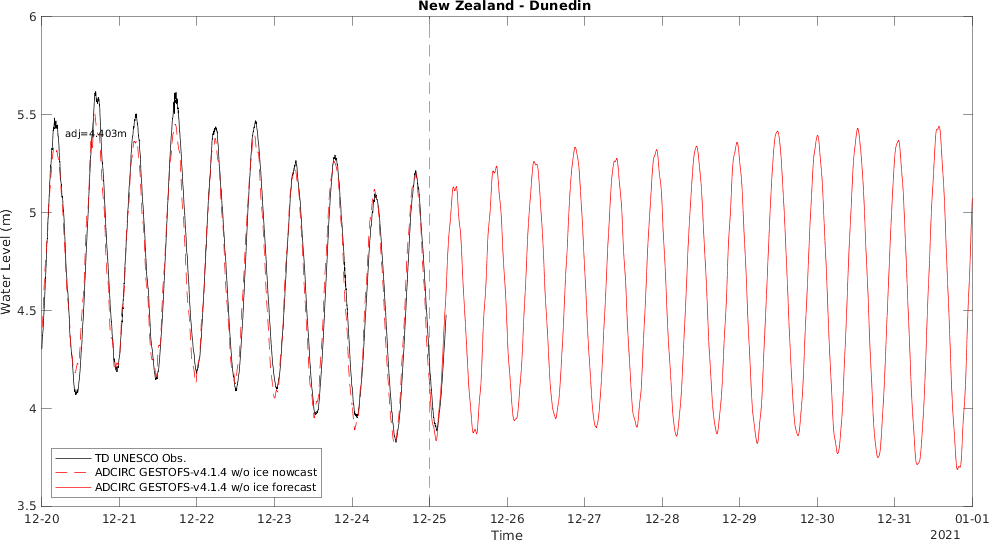 New Zealand - Dunedin
6
5.5
5
4.5
4
3.5
Water Level (m)
adj=4.403m
TD UNESCO Obs.
ADCIRC GESTOFS-v4.1.4 w/o ice nowcast
ADCIRC GESTOFS-v4.1.4 w/o ice forecast
12-20 12-21 12-22 12-23 12-24 12-25 12-26 12-27 12-28 12-29 12-30 12-31 01-01
Time
2021